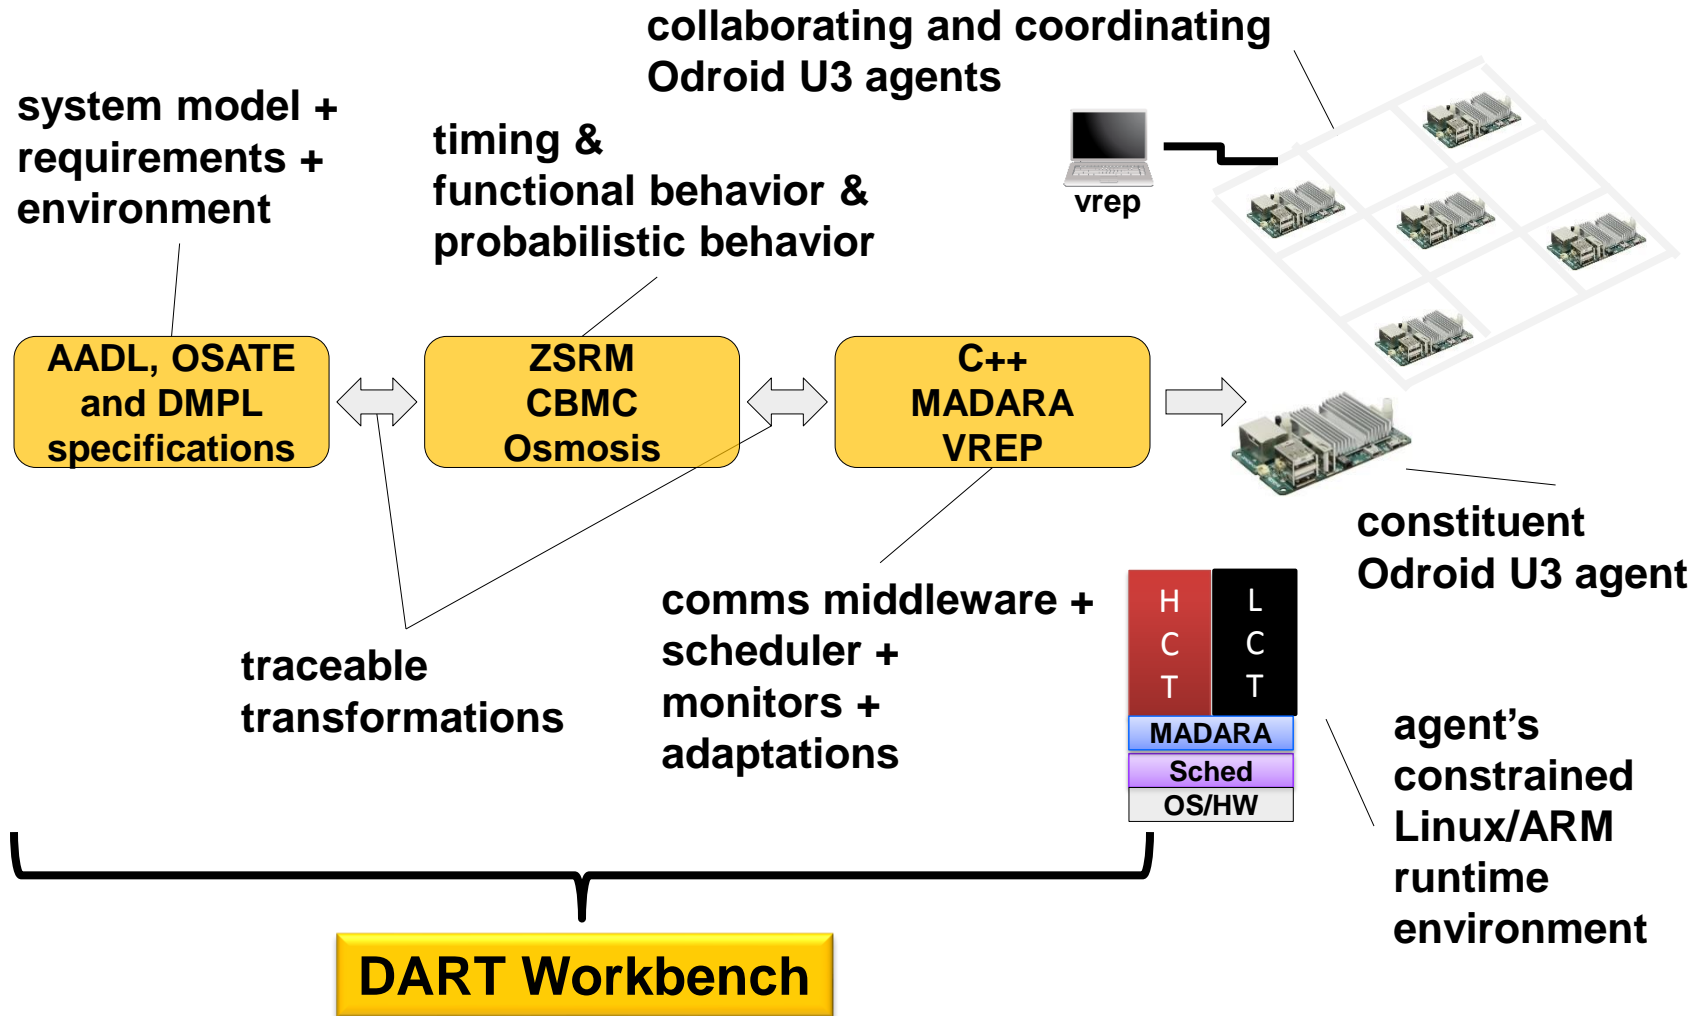 collaborating and coordinating
Odroid U3 agents
system model +
requirements +
environment
timing &
functional behavior &
probabilistic behavior
vrep
AADL, OSATE
and DMPL
specifications
ZSRM
CBMC
Osmosis
C++
MADARA
VREP
constituent
Odroid U3 agent
traceable
transformations
comms middleware +
scheduler +
monitors +
adaptations
H
C
T
L
C
T
MADARA
Sched
OS/HW
agent’s
constrained
Linux/ARM
runtime
environment
DART Workbench